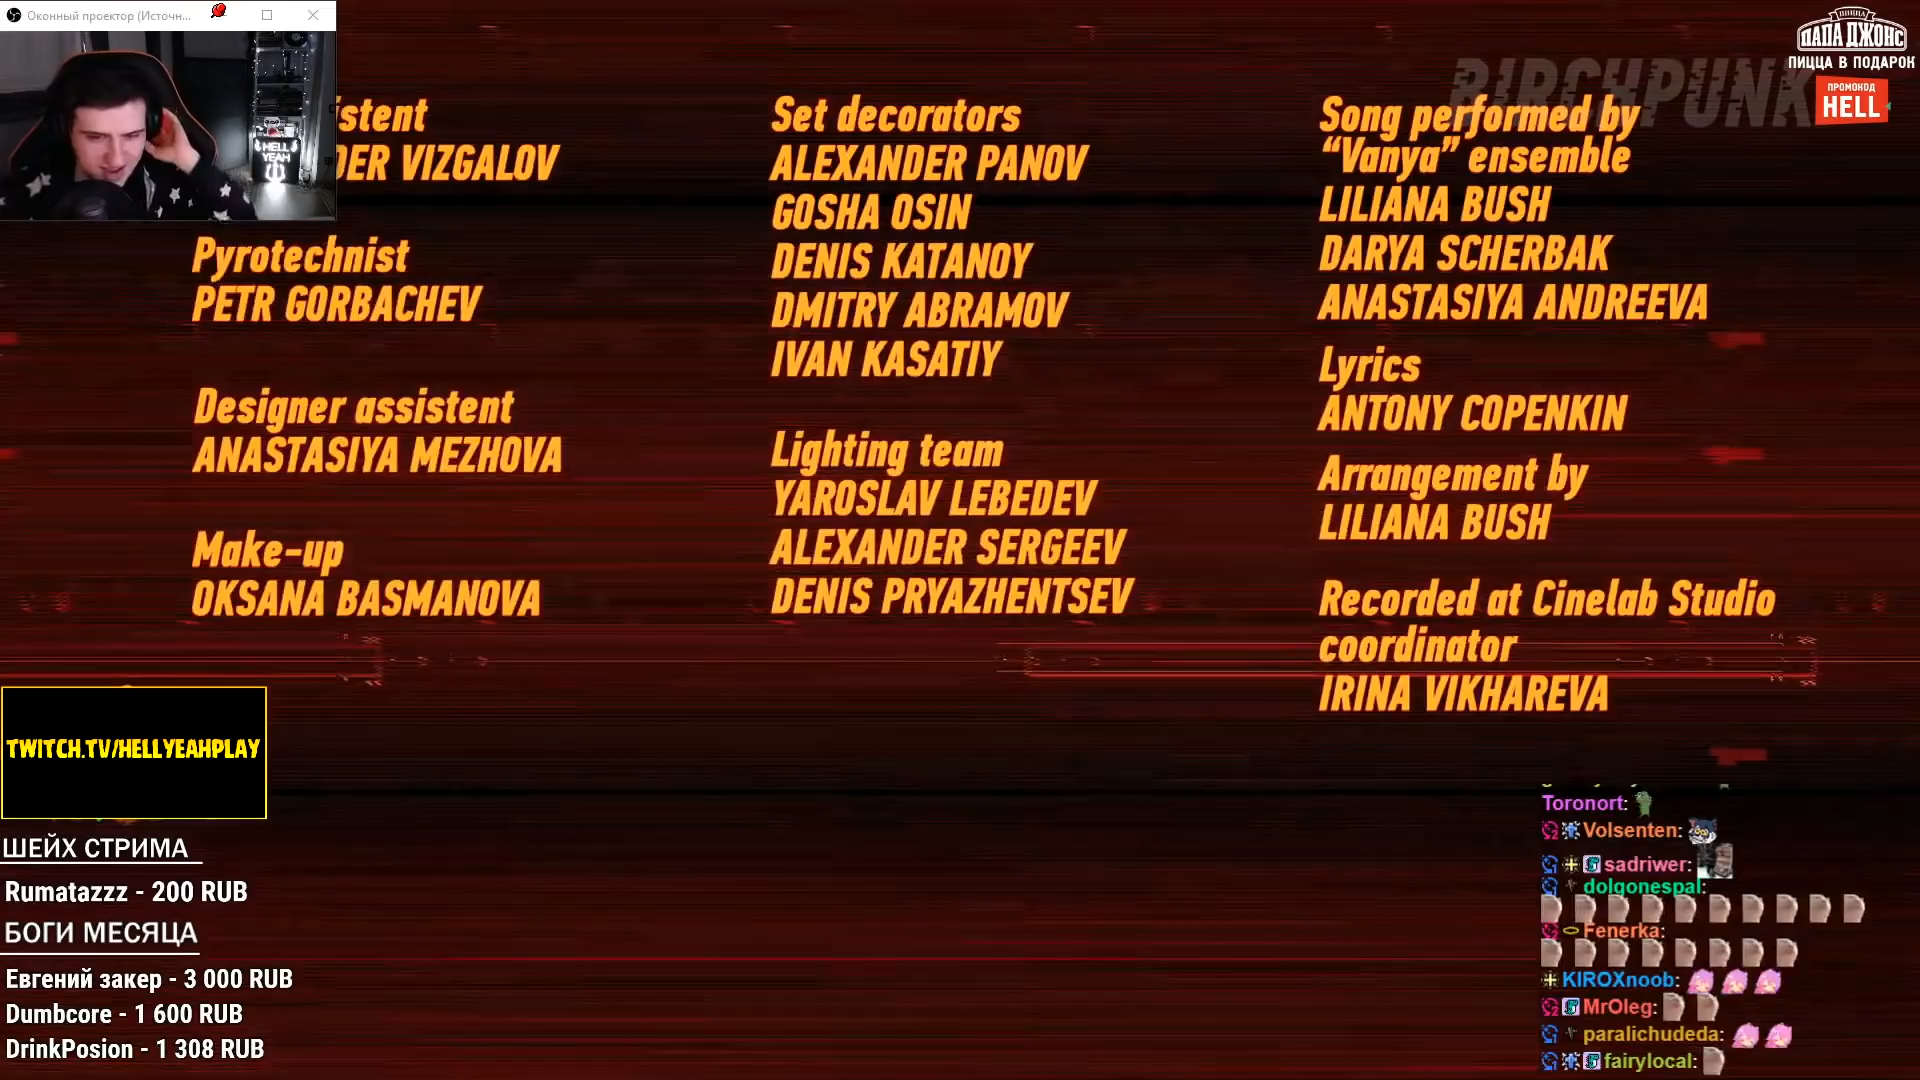 Оконный проектор (Источн...
HELL
YEAH
istent
DER VIZGALOV
Pyrotechnist
PETR GORBACHEV
Designer assistent
ANASTASIYA MEZHOVA
Make-up
OKSANA BASMANOVA
Set decorators
ALEXANDER PANOV
GOSHA OSIN
DENIS KATANOY
DMITRY ABRAMOV
IVAN KASATIY
Lighting team
YAROSLAV LEBEDEV
ALEXANDER SERGEEV
DENIS PRYAZHENTSEV
BIRCHPUNK
Song performed by
“Vanya” ensemble
LILIANA BUSH
DARYA SCHERBAK
ANASTASIYA ANDREEVA
Lyrics
ANTONY COPENKIN
Arrangement by
LILIANA BUSH
Recorded at Cinelab Studio
coordinator
IRINA VIKHAREVA
ПИЦЦА
ПАПА ДЖОНС
ПИЦЦА В ПОДАРОК
ПРОМОКОД
HELL
TWITCH.TV/HELLYEAHPLAY
ШЕЙХ СТРИМА
Rumatazzz - 200 RUB
БОГИ МЕСЯЦА
Евгений закер - 3 000 RUB
Dumbcore - 1 600 RUB
DrinkPosion - 1 308 RUB
Toronort:
Volsenten:
sadriwer:
dolgonespal:
Fenerka:
KIROXnoob:
MrOleg:
paralichudeda:
fairylocal: